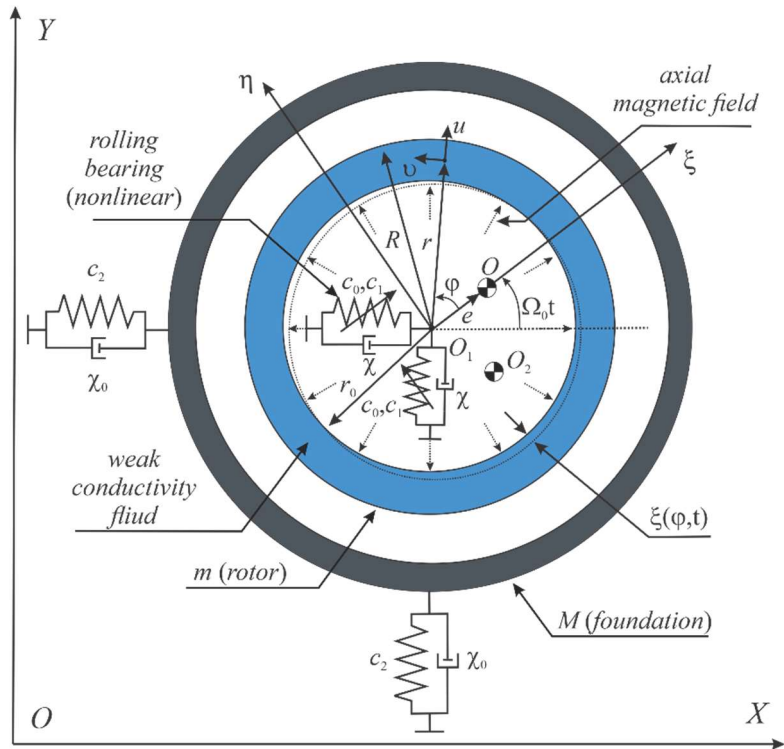 Y
η
axial
magnetic field
rolling
bearing
(nonlinear)
u
υ
ξ
R
r
c₂
φ
O
c₀,c₁
e
Ω₀t
χ
O₁
O₂
χ₀
r₀
c₀,c₁
χ
weak
conductivity
fliud
ξ(φ,t)
m (rotor)
M (foundation)
c₂
χ₀
O
X